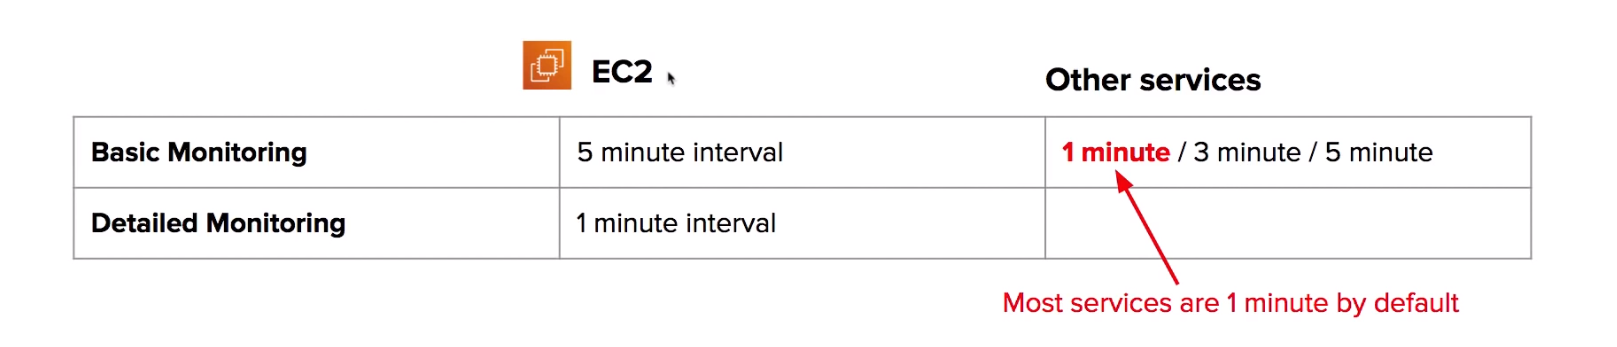 EC2
Other services
Basic Monitoring
5 minute interval
1 minute / 3 minute / 5 minute
Detailed Monitoring
1 minute interval
Most services are 1 minute by default